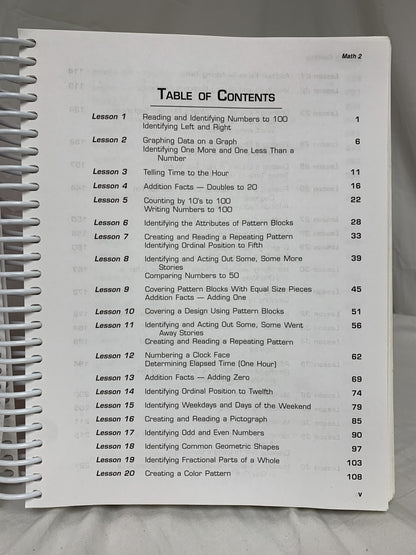 Math 2
TABLE OF CONTENTS
Lesson 1 Reading and Identifying Numbers to 100 1
Identifying Left and Right
Lesson 2 Graphing Data on a Graph 6
Identifying One More and One Less Than a
Number
Lesson 3 Telling Time to the Hour 11
Lesson 4 Addition Facts — Doubles to 20 16
Lesson 5 Counting by 10's to 100 22
Writing Numbers to 100
Lesson 6 Identifying the Attributes of Pattern Blocks 28
Lesson 7 Creating and Reading a Repeating Pattern 33
Identifying Ordinal Position to Fifth
Lesson 8 Identifying and Acting Out Some, Some More 39
Stories
Comparing Numbers to 50
Lesson 9 Covering Pattern Blocks With Equal Size Pieces 45
Addition Facts — Adding One
Lesson 10 Covering a Design Using Pattern Blocks 51
Lesson 11 Identifying and Acting Out Some, Some Went 56
Away Stories
Creating and Reading a Repeating Pattern
Lesson 12 Numbering a Clock Face 62
Determining Elapsed Time (One Hour)
Lesson 13 Addition Facts — Adding Zero 69
Lesson 14 Identifying Ordinal Position to Twelfth 74
Lesson 15 Identifying Weekdays and Days of the Weekend 79
Lesson 16 Creating and Reading a Pictograph 85
Lesson 17 Identifying Odd and Even Numbers 90
Lesson 18 Identifying Common Geometric Shapes 97
Lesson 19 Identifying Fractional Parts of a Whole 103
Lesson 20 Creating a Color Pattern 108
v